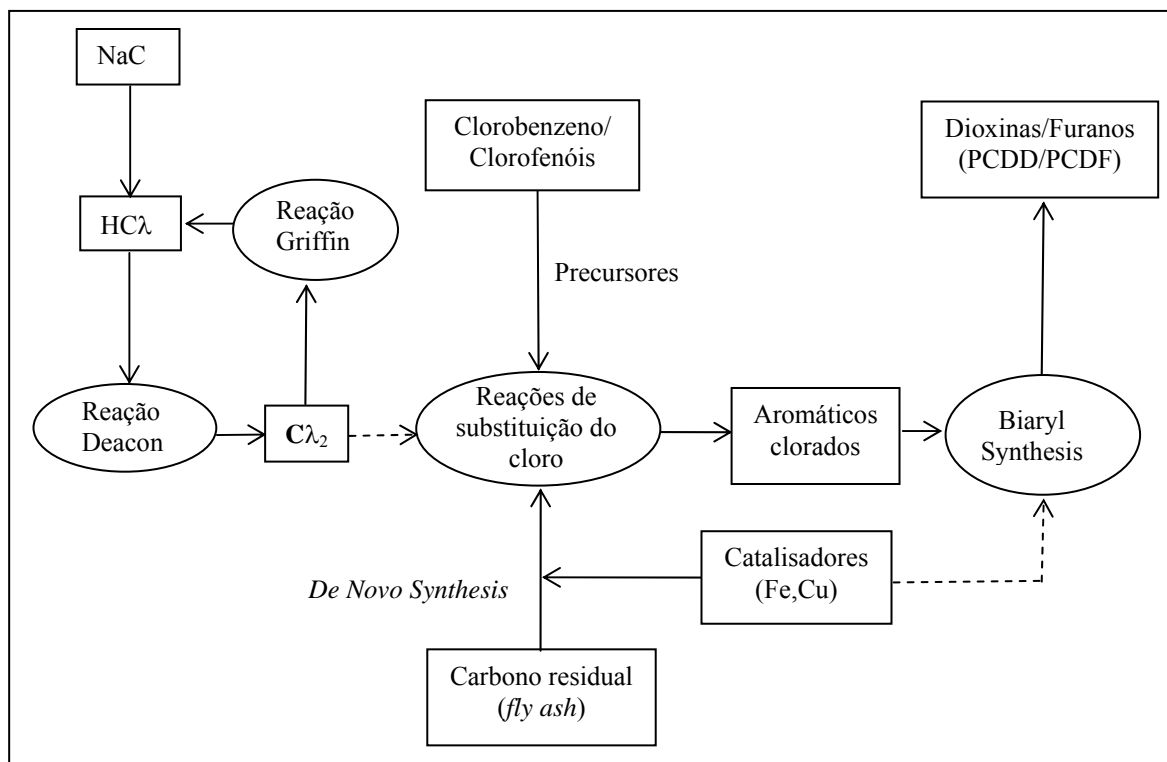 NaC
Clorobenzeno/
Clorofenóis
Dioxinas/Furanos
(PCDD/PCDF)
HCλ
Reação
Griffin
Precursores
Reação
Deacon
Cλ₂
Reações de
substituição do
cloro
Aromáticos
clorados
Biaryl
Synthesis
De Novo Synthesis
Catalisadores
(Fe,Cu)
Carbono residual
(fly ash)